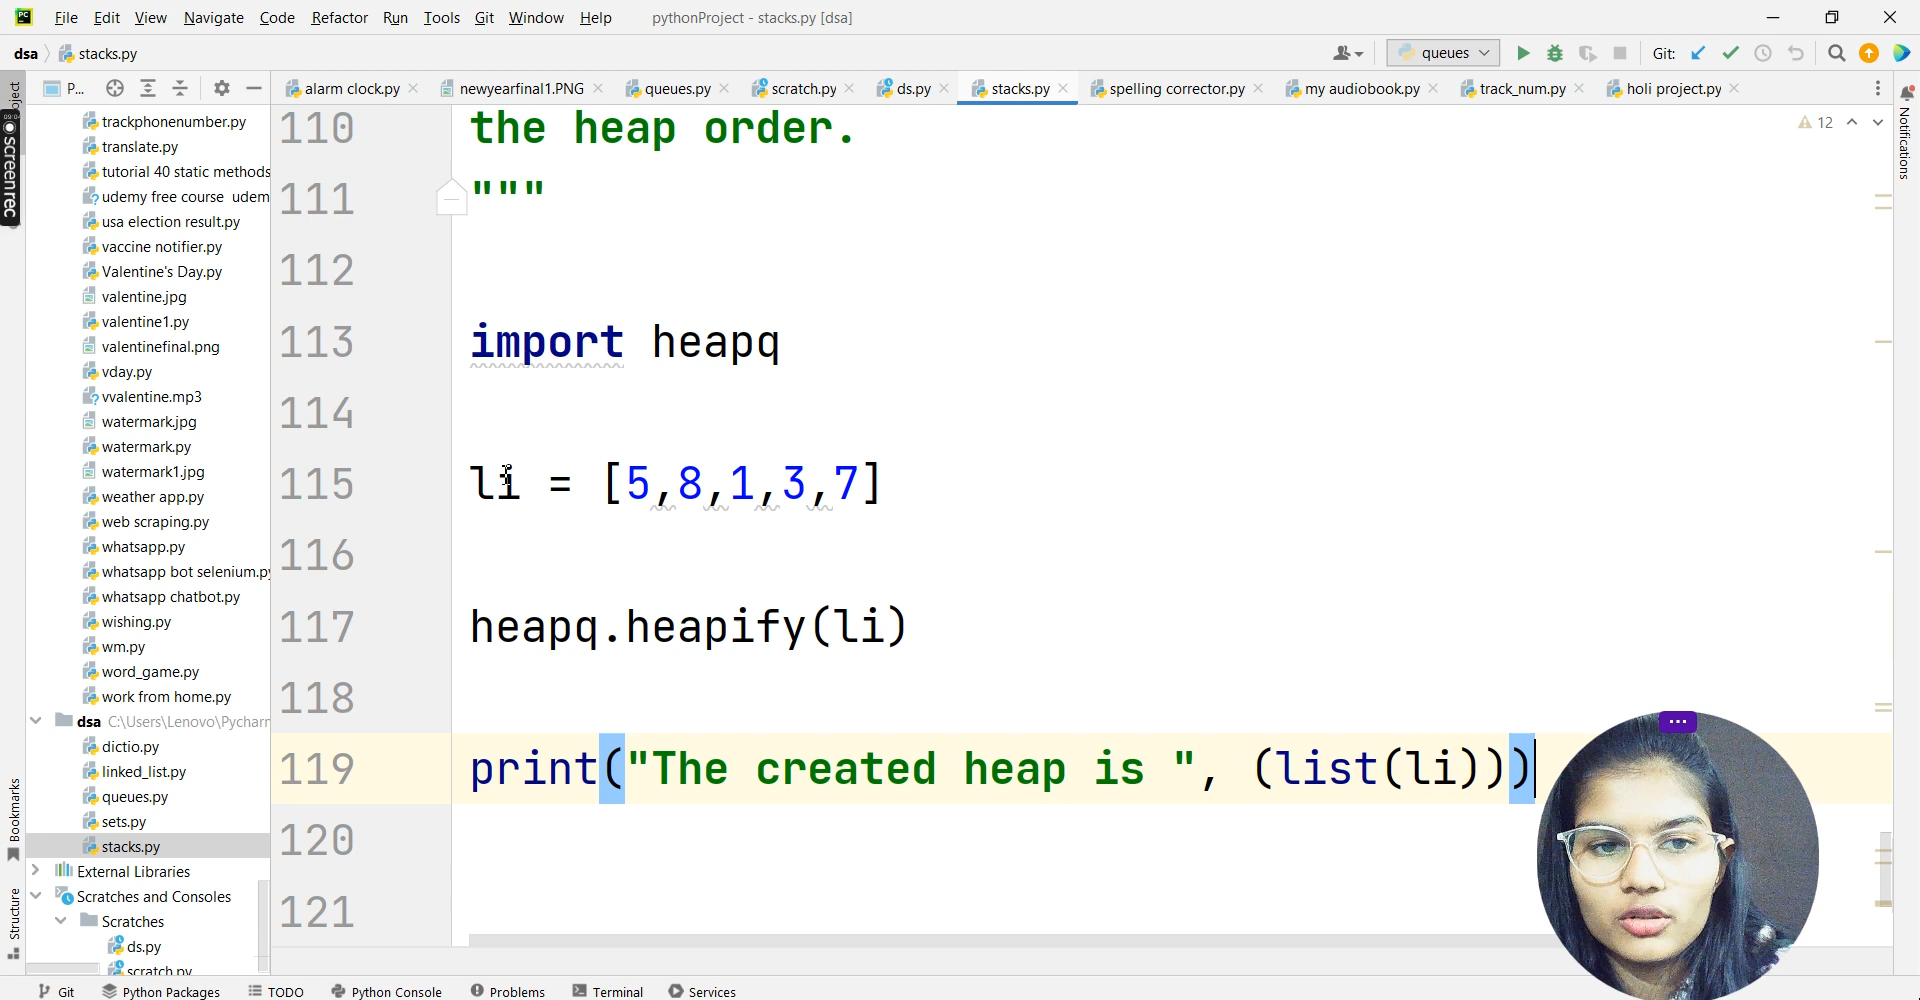 File Edit View Navigate Code Refactor Run Tools Git Window Help pythonProject - stacks.py [dsa]
dsa stacks.py queues Git:
P... alarm clock.py newyearfinal1.PNG queues.py scratch.py ds.py stacks.py spelling corrector.py my audiobook.py track_num.py holi project.py
Notifications
screenrec
12
trackphonenumber.py
translate.py
tutorial 40 static methods
udemy free course udem
usa election result.py
vaccine notifier.py
Valentine's Day.py
valentine.jpg
valentine1.py
valentinefinal.png
vday.py
vvalentine.mp3
watermark.jpg
watermark.py
watermark1.jpg
weather app.py
web scraping.py
whatsapp.py
whatsapp bot selenium.py
whatsapp chatbot.py
wishing.py
wm.py
word_game.py
work from home.py
dsa C:\Users\Lenovo\Pycharm
dictio.py
linked_list.py
queues.py
sets.py
stacks.py
External Libraries
Scratches and Consoles
Scratches
ds.py
scratch.py
Bookmarks
Structure
110 the heap order.
111 """
112
113 import heapq
114
115 li = [5,8,1,3,7]
116
117 heapq.heapify(li)
118
119 print("The created heap is ", (list(li)))
120
121
Git Python Packages TODO Python Console Problems Terminal Services